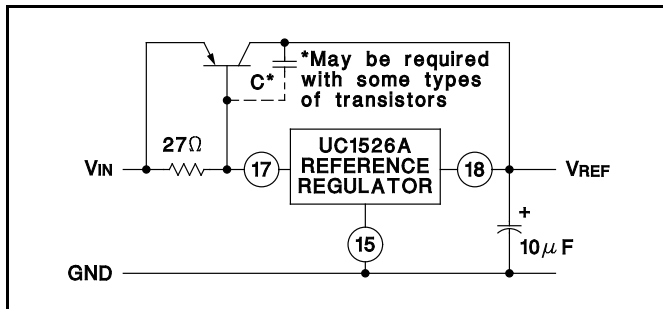 C*
*May be required
with some types
of transistors
27Ω
VIN
17
UC1526A
REFERENCE
REGULATOR
18
VREF
+
10μF
15
GND